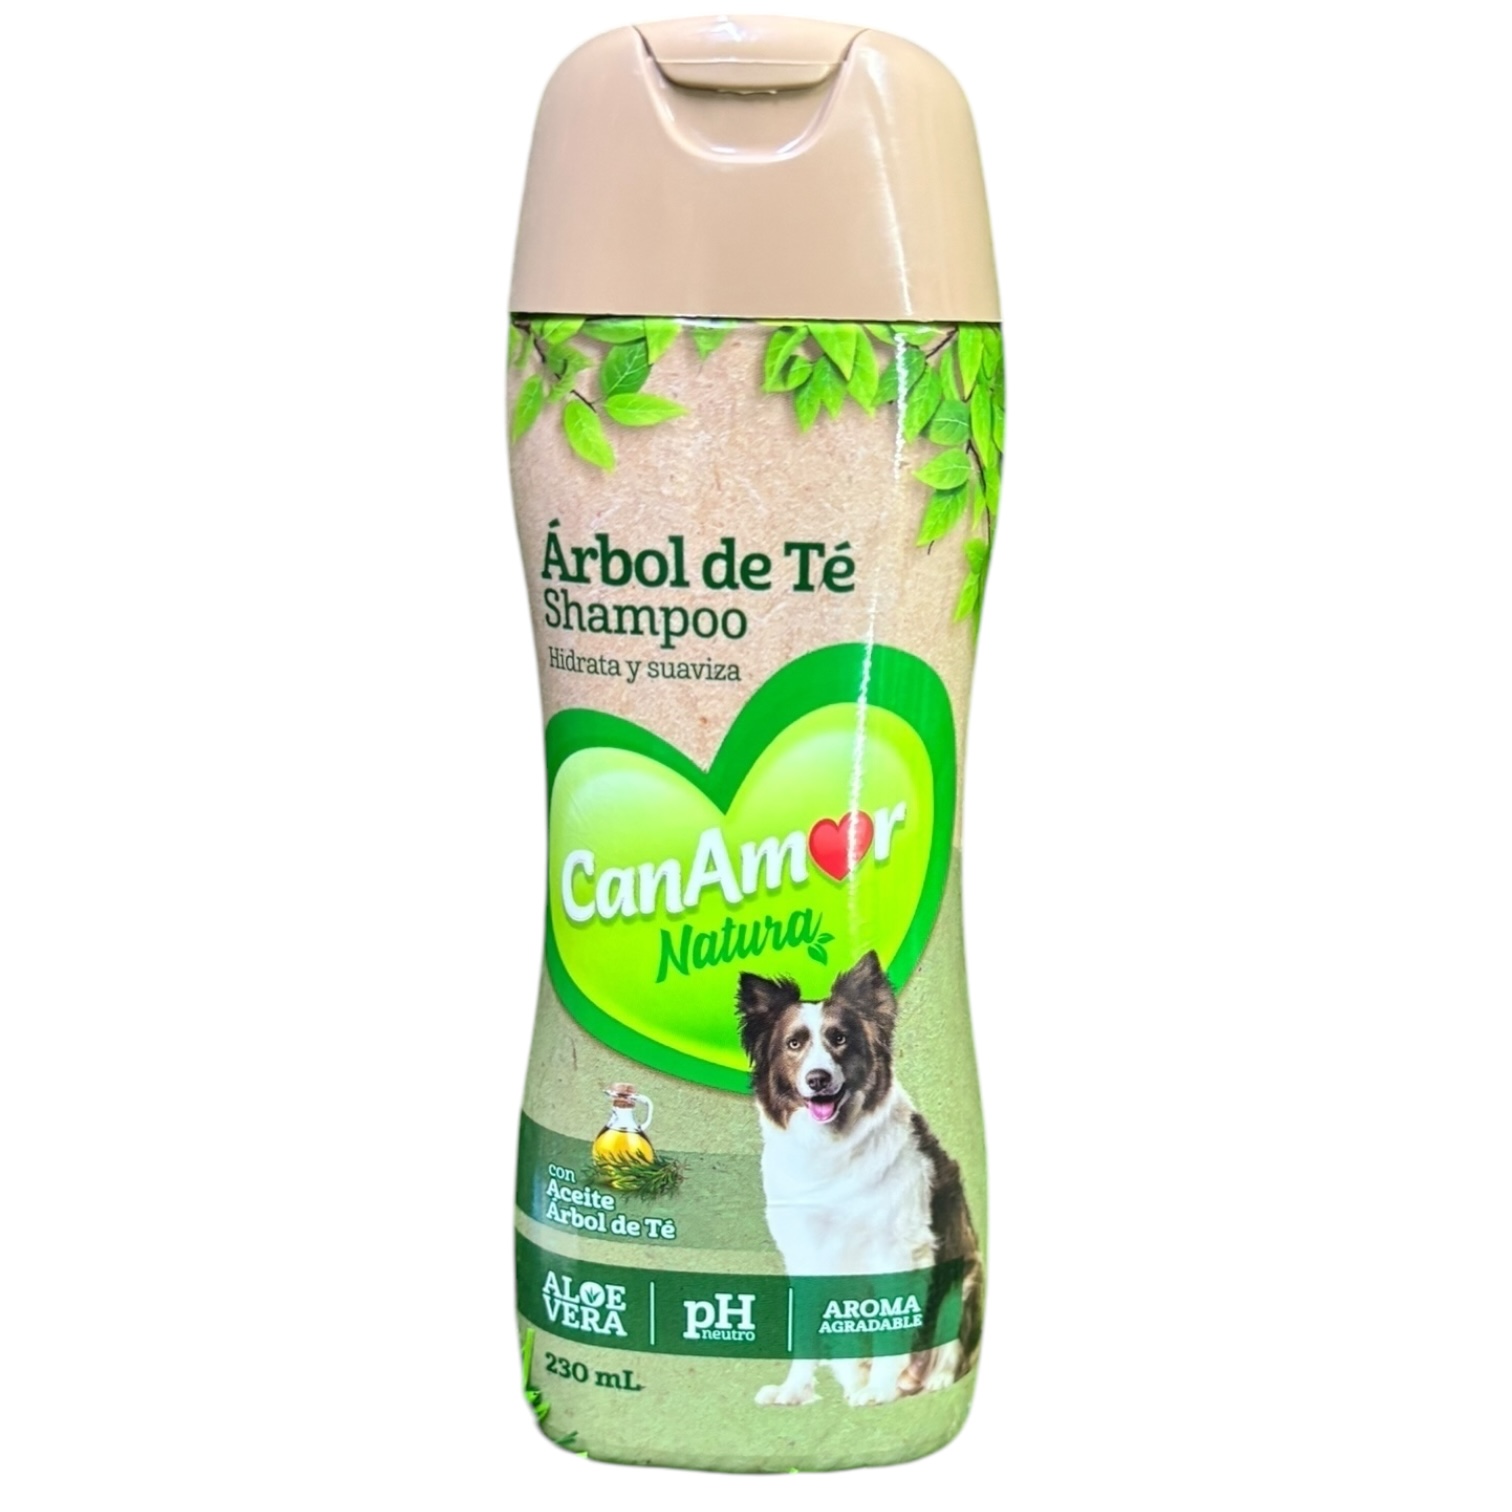 Árbol de Té
Shampoo
Hidrata y suaviza
CanAmor
Natura
con
Aceite
Árbol de Té
ALOE
VERA
pH
neutro
AROMA
AGRADABLE
230 mL